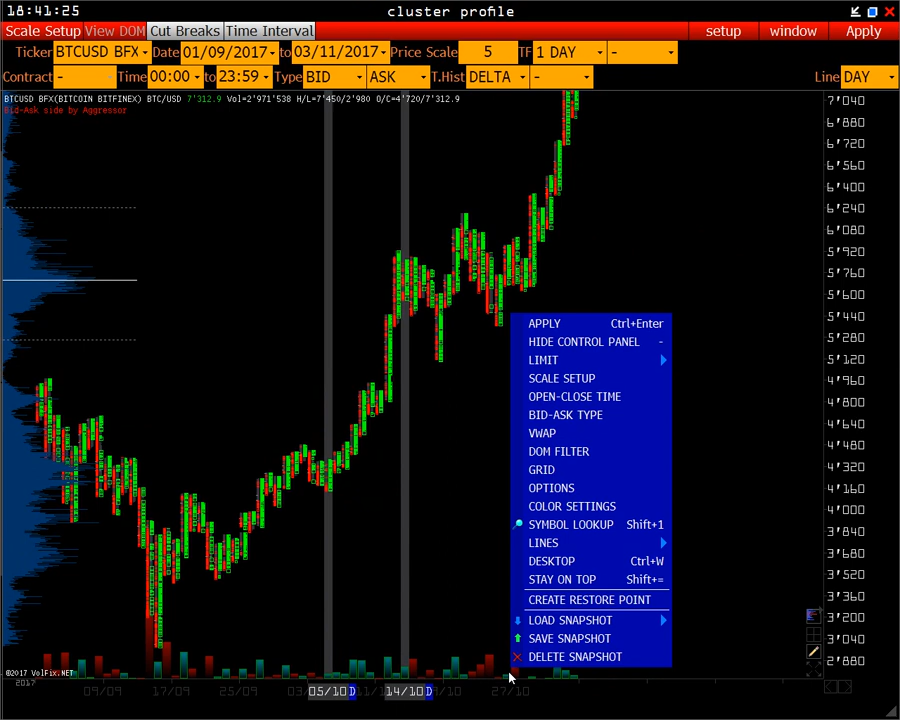 18:41:25 cluster profile
Scale Setup View DOM Cut Breaks Time Interval setup window Apply
Ticker BTCUSD BFX Date 01/09/2017 to 03/11/2017 Price Scale 5 TF 1 DAY -
Contract - Time 00:00 to 23:59 Type BID ASK T.Hist DELTA - Line DAY
BTCUSD BFX(BITCOIN BITFINEX) BTC/USD 7'312.9 Vol=2'971'538 H/L=7'450/2'980 O/C=4'720/7'312.9
Bid-Ask side by Aggressor
7'040
6'880
6'720
6'560
6'400
6'240
6'080
5'920
5'760
5'600
5'440
5'280
5'120
4'960
4'800
4'640
4'480
4'320
4'160
4'000
3'840
3'680
3'520
3'360
3'200
3'040
2'880
APPLY Ctrl+Enter
HIDE CONTROL PANEL -
LIMIT
SCALE SETUP
OPEN-CLOSE TIME
BID-ASK TYPE
VWAP
DOM FILTER
GRID
OPTIONS
COLOR SETTINGS
SYMBOL LOOKUP Shift+1
LINES
DESKTOP Ctrl+W
STAY ON TOP Shift+=
CREATE RESTORE POINT
LOAD SNAPSHOT
SAVE SNAPSHOT
DELETE SNAPSHOT
©2017 VolFix.NET
2017
09/09 17/09 25/09 03/ 05/10 D 11/1 14/10 D 9/10 27/10